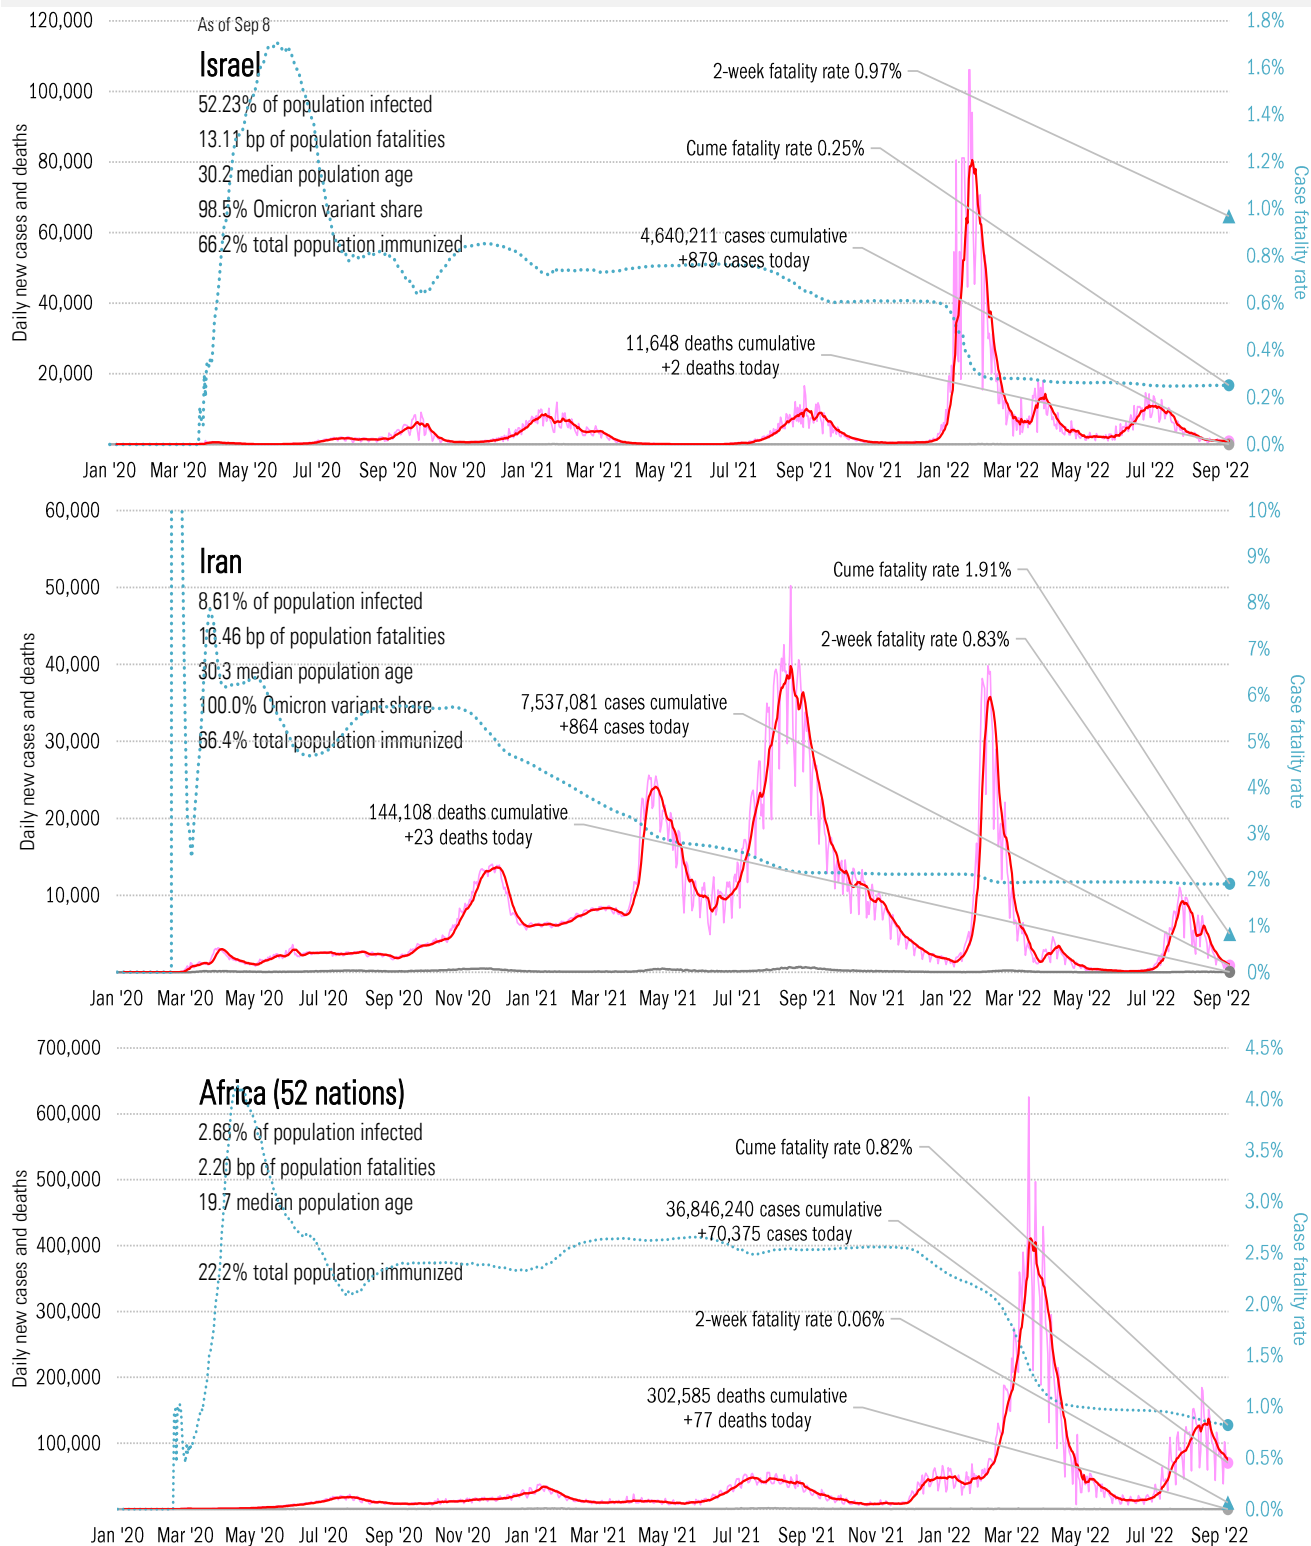 120,000
As of Sep 8
1.8%
Israel
2-week fatality rate 0.97%
1.6%
100,000
52.23% of population infected
1.4%
13.11 bp of population fatalities
Cume fatality rate 0.25%
80,000
1.2%
30.2 median population age
98.5% Omicron variant share
1.0%
60,000
66.2% total population immunized
4,640,211 cases cumulative
+879 cases today
0.8%
40,000
0.6%
11,648 deaths cumulative
+2 deaths today
0.4%
20,000
0.2%
0.0%
Daily new cases and deaths
Case fatality rate
Jan '20 Mar '20 May '20 Jul '20 Sep '20 Nov '20 Jan '21 Mar '21 May '21 Jul '21 Sep '21 Nov '21 Jan '22 Mar '22 May '22 Jul '22 Sep '22
60,000
10%
Iran
9%
Cume fatality rate 1.91%
50,000
8.61% of population infected
8%
16.46 bp of population fatalities
2-week fatality rate 0.83%
7%
40,000
30.3 median population age
100.0% Omicron variant share
7,537,081 cases cumulative
+864 cases today
6%
30,000
66.4% total population immunized
5%
4%
20,000
144,108 deaths cumulative
+23 deaths today
3%
10,000
2%
1%
0%
Daily new cases and deaths
Case fatality rate
Jan '20 Mar '20 May '20 Jul '20 Sep '20 Nov '20 Jan '21 Mar '21 May '21 Jul '21 Sep '21 Nov '21 Jan '22 Mar '22 May '22 Jul '22 Sep '22
700,000
4.5%
Africa (52 nations)
4.0%
600,000
2.68% of population infected
Cume fatality rate 0.82%
3.5%
2.20 bp of population fatalities
500,000
19.7 median population age
3.0%
36,846,240 cases cumulative
+70,375 cases today
400,000
2.5%
22.2% total population immunized
300,000
2.0%
2-week fatality rate 0.06%
1.5%
200,000
302,585 deaths cumulative
+77 deaths today
1.0%
100,000
0.5%
0.0%
Daily new cases and deaths
Case fatality rate
Jan '20 Mar '20 May '20 Jul '20 Sep '20 Nov '20 Jan '21 Mar '21 May '21 Jul '21 Sep '21 Nov '21 Jan '22 Mar '22 May '22 Jul '22 Sep '22